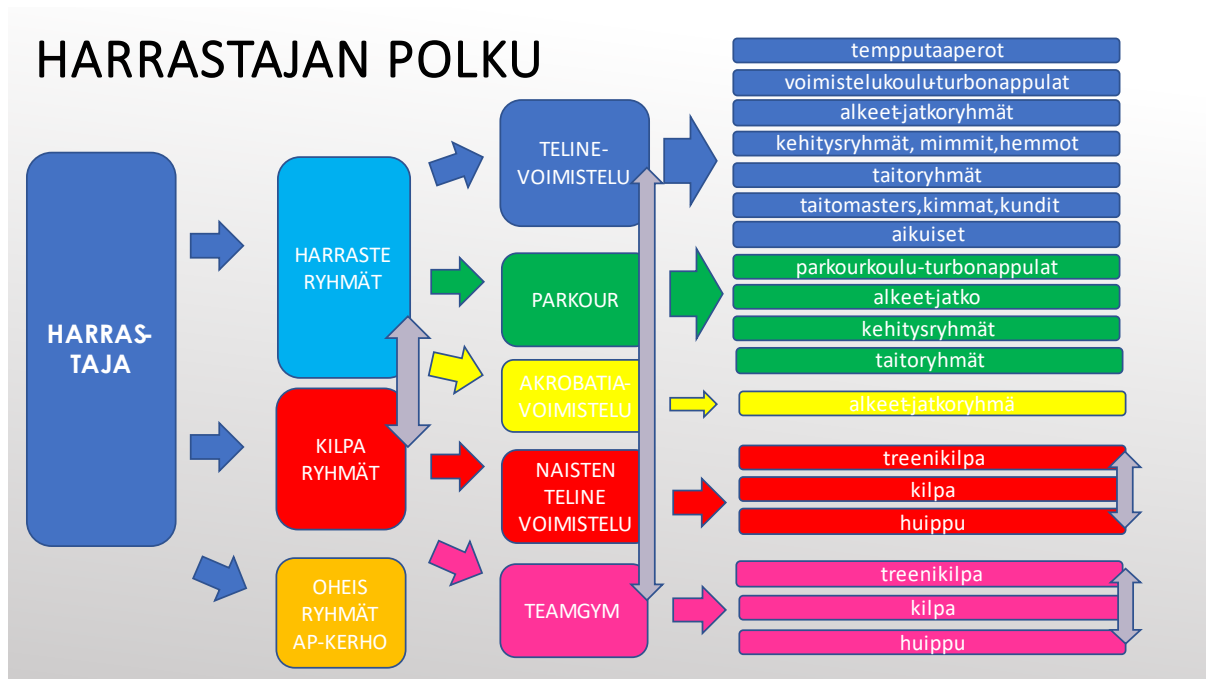 HARRASTAJAN POLKU
HARRAS-
TAJA
HARRASTE
RYHMÄT
KILPA
RYHMÄT
OHEIS
RYHMÄT
AP-KERHO
TELINE-
VOIMISTELU
PARKOUR
AKROBATIA-
VOIMISTELU
NAISTEN
TELINE
VOIMISTELU
TEAMGYM
tempputaaperot
voimistelukoulu-turbonappulat
alkeet-jatkoryhmät
kehitysryhmät, mimmit,hemmot
taitoryhmät
taitomasters,kimmat,kundit
aikuiset
parkourkoulu-turbonappulat
alkeet-jatko
kehitysryhmät
taitoryhmät
alkeet-jatkoryhmä
treenikilpa
kilpa
huippu
treenikilpa
kilpa
huippu